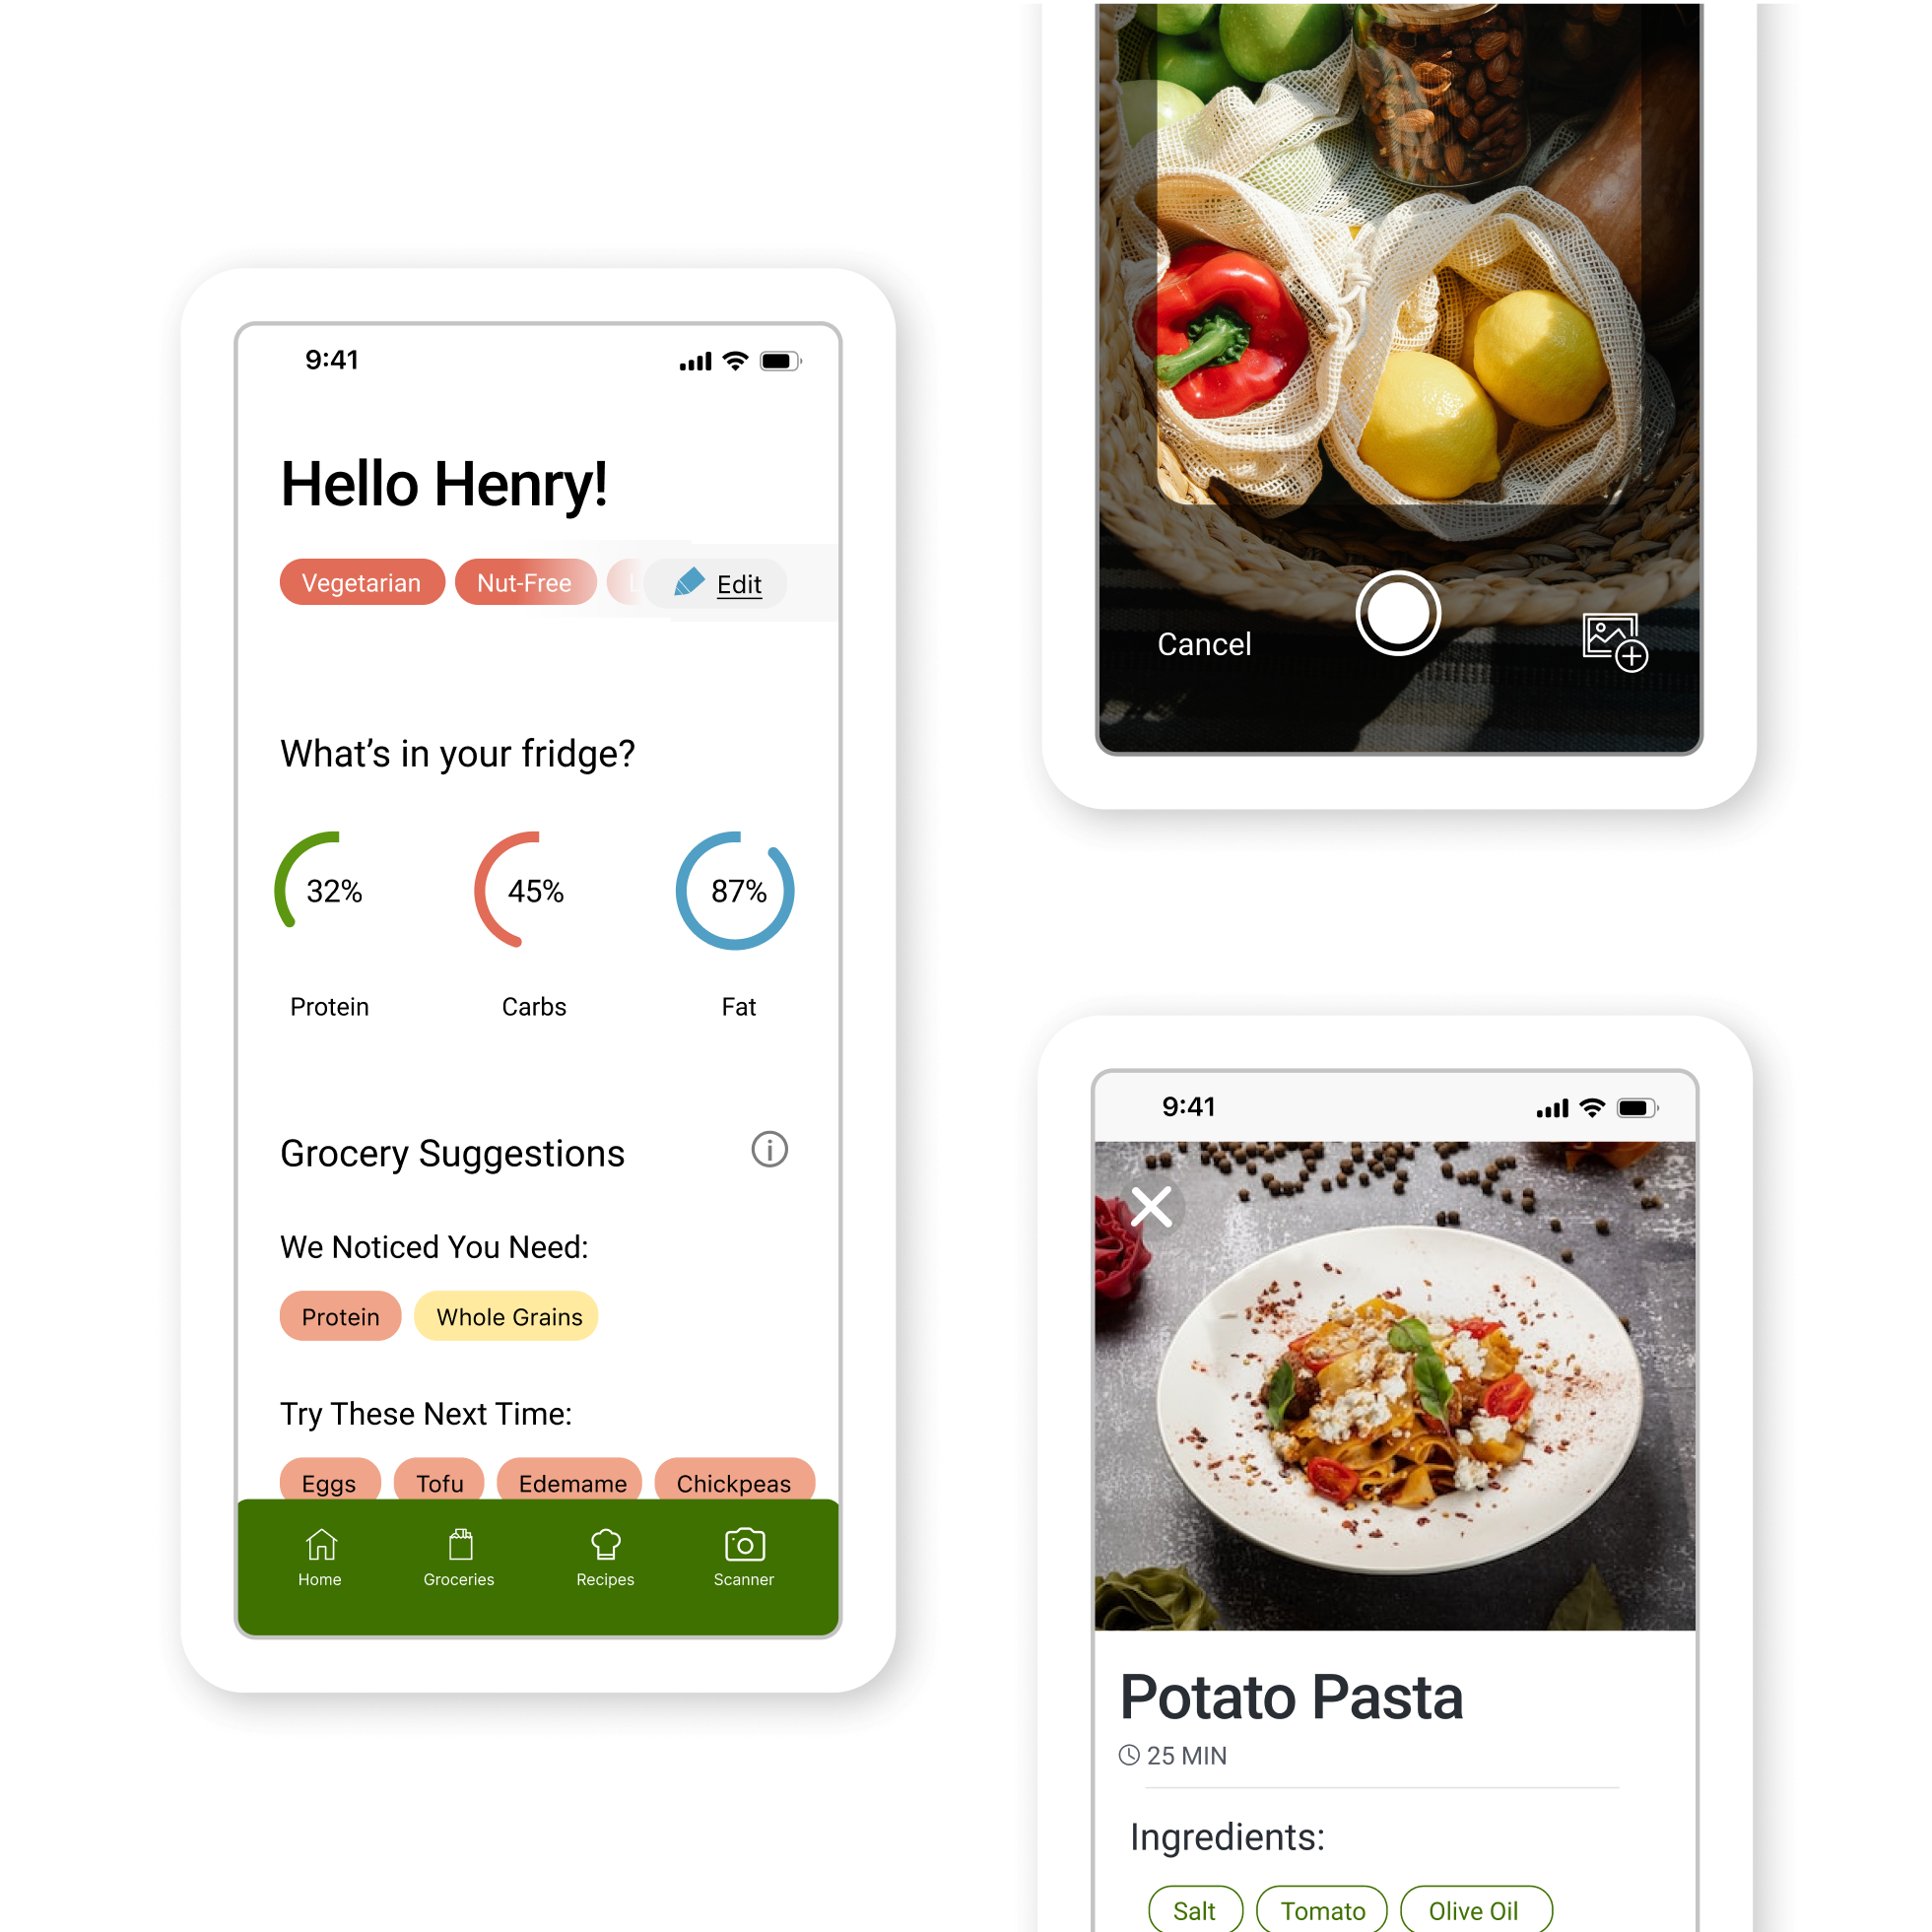 9:41
Hello Henry!
Vegetarian Nut-Free L Edit
What's in your fridge?
32% 45% 87%
Protein Carbs Fat
Grocery Suggestions
We Noticed You Need:
Protein Whole Grains
Try These Next Time:
Eggs Tofu Edemame Chickpeas
Home Groceries Recipes Scanner
Cancel
9:41
Potato Pasta
25 MIN
Ingredients:
Salt Tomato Olive Oil